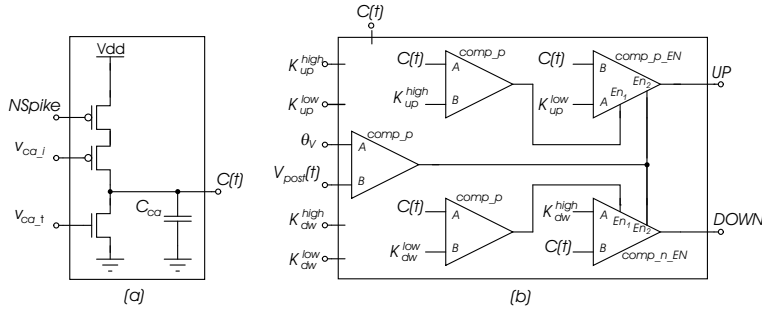 Vdd
NSpike
v_ca_i
v_ca_t
C(t)
C_ca
(a)
C(t)
K_up^high
K_up^low
θ_V
V_post(t)
K_dw^high
K_dw^low
comp_p
A
B
C(t)
K_up^high
comp_p
A
B
C(t)
K_up^low
comp_p_EN
B
A
En_1
En_2
UP
C(t)
K_dw^low
comp_p
A
B
K_dw^high
C(t)
A
B
En_1
En_2
comp_n_EN
DOWN
(b)